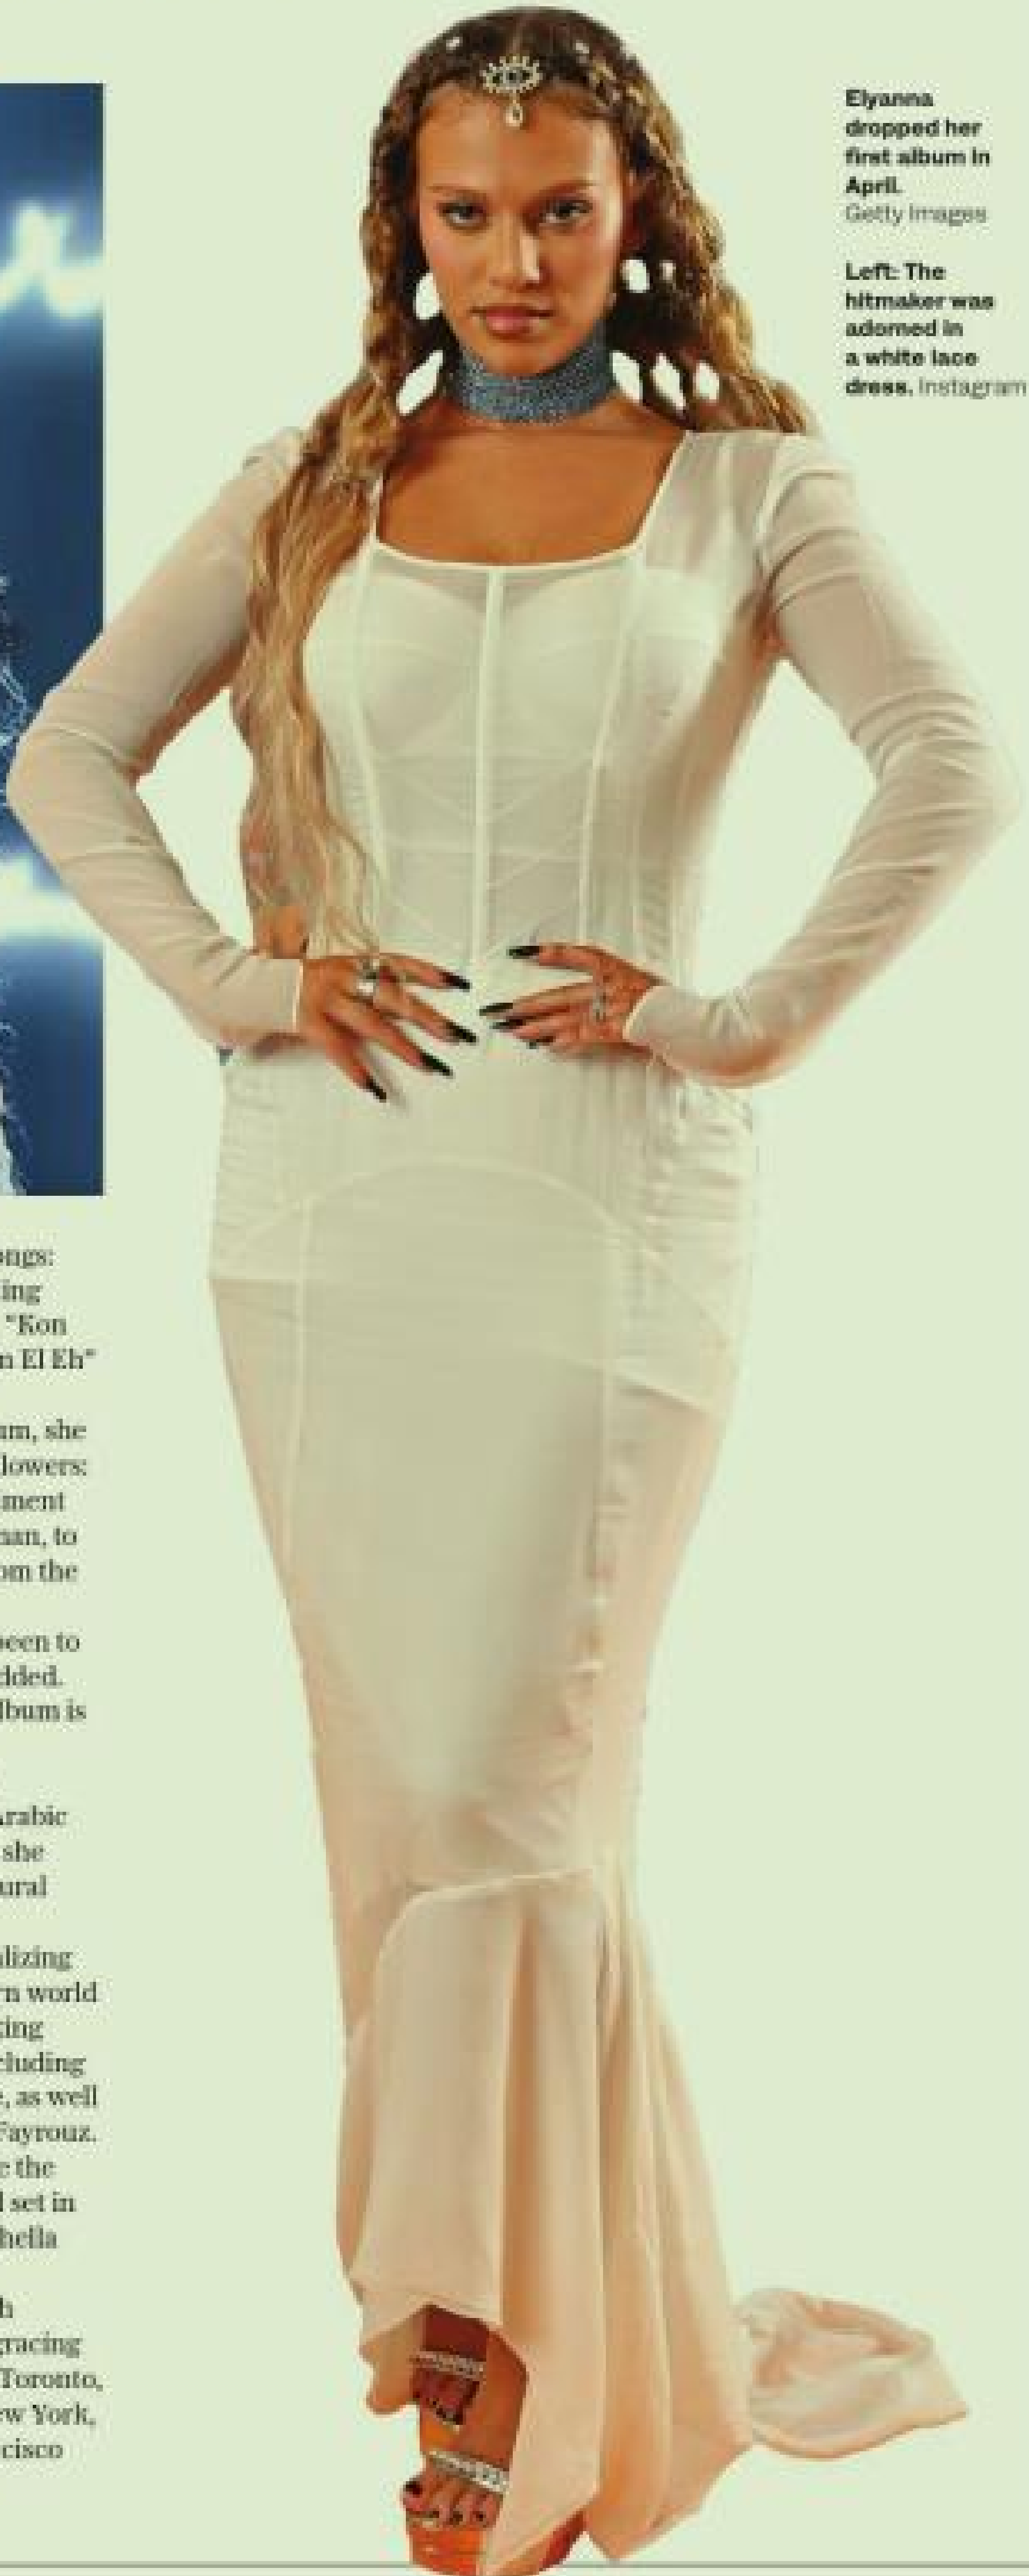 Elyanna
dropped her
first album in
April.
Getty Images
Left: The
hitmaker was
adorned in
a white lace
dress. Instagram
ongs:
ing
"Kon
n El Eh"
um, she
lowers:
ment
nan, to
om the
been to
dded.
lbum is
Arabic
she
ural
lizing
rn world
king
cluding
e, as well
Fayrouz.
e the
l set in
hella
h
gracing
Toronto,
ew York,
cisco